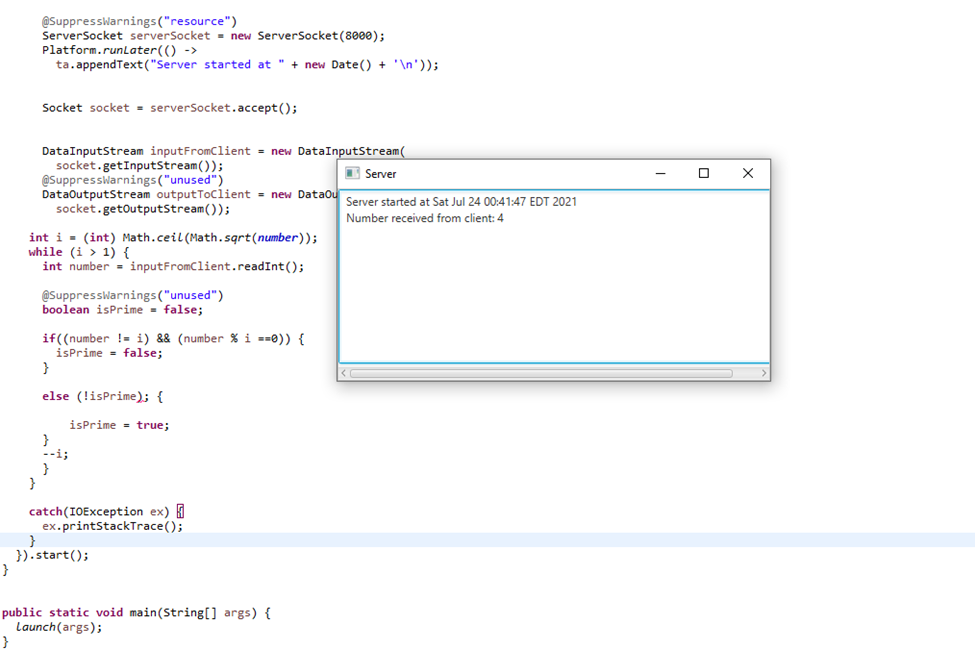 @SuppressWarnings("resource")
ServerSocket serverSocket = new ServerSocket(8000);
Platform.runLater(() ->
ta.appendText("Server started at " + new Date() + '\n'));
Socket socket = serverSocket.accept();
DataInputStream inputFromClient = new DataInputStream(
socket.getInputStream());
@SuppressWarnings("unused")
DataOutputStream outputToClient = new DataOu
socket.getOutputStream());
int i = (int) Math.ceil(Math.sqrt(number));
while (i > 1) {
int number = inputFromClient.readInt();
@SuppressWarnings("unused")
boolean isPrime = false;
if((number != i) && (number % i ==0)) {
isPrime = false;
}
else (!isPrime); {
isPrime = true;
}
--i;
}
}
catch(IOException ex) {
ex.printStackTrace();
}
}).start();
}
public static void main(String[] args) {
launch(args);
}
Server
Server started at Sat Jul 24 00:41:47 EDT 2021
Number received from client: 4